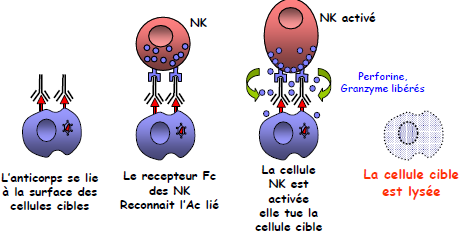 NK
NK activé
Perforine,
Granzyme libérés
L'anticorps se lie
à la surface des
cellules cibles
Le recepteur Fc
des NK
Reconnait l'Ac lié
La cellule
NK est
activée
elle tue la
cellule cible
La cellule cible
est lysée